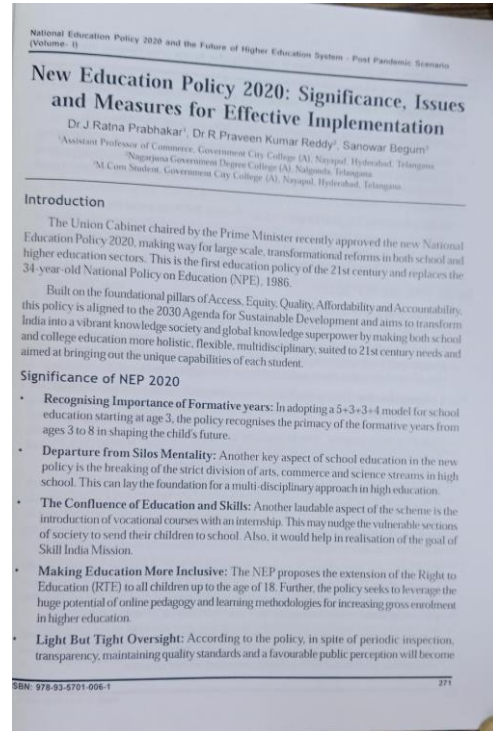 National Education Policy 2020 and the Future of Higher Education System - Post Pandemic Scenario
(Volume- I)
New Education Policy 2020: Significance, Issues
and Measures for Effective Implementation
Dr.J.Ratna Prabhakar¹, Dr.R.Praveen Kumar Reddy², Sanowar Begum³
¹Assistant Professor of Commerce, Government City College (A), Nayapul, Hyderabad, Telangana
²Nagarjuna Government Degree College (A), Nalgonda, Telangana
³M.Com Student, Government City College (A), Nayapul, Hyderabad, Telangana
Introduction
The Union Cabinet chaired by the Prime Minister recently approved the new National
Education Policy 2020, making way for large scale, transformational reforms in both school and
higher education sectors. This is the first education policy of the 21st century and replaces the
34-year-old National Policy on Education (NPE), 1986.
Built on the foundational pillars of Access, Equity, Quality, Affordability and Accountability,
this policy is aligned to the 2030 Agenda for Sustainable Development and aims to transform
India into a vibrant knowledge society and global knowledge superpower by making both school
and college education more holistic, flexible, multidisciplinary, suited to 21st century needs and
aimed at bringing out the unique capabilities of each student.
Significance of NEP 2020
• Recognising Importance of Formative years: In adopting a 5+3+3+4 model for school
education starting at age 3, the policy recognises the primacy of the formative years from
ages 3 to 8 in shaping the child's future.
• Departure from Silos Mentality: Another key aspect of school education in the new
policy is the breaking of the strict division of arts, commerce and science streams in high
school. This can lay the foundation for a multi-disciplinary approach in high education.
• The Confluence of Education and Skills: Another laudable aspect of the scheme is the
introduction of vocational courses with an internship. This may nudge the vulnerable sections
of society to send their children to school. Also, it would help in realisation of the goal of
Skill India Mission.
• Making Education More Inclusive: The NEP proposes the extension of the Right to
Education (RTE) to all children up to the age of 18. Further, the policy seeks to leverage the
huge potential of online pedagogy and learning methodologies for increasing gross enrolment
in higher education.
• Light But Tight Oversight: According to the policy, in spite of periodic inspection,
transparency, maintaining quality standards and a favourable public perception will become
SBN: 978-93-5701-006-1
271